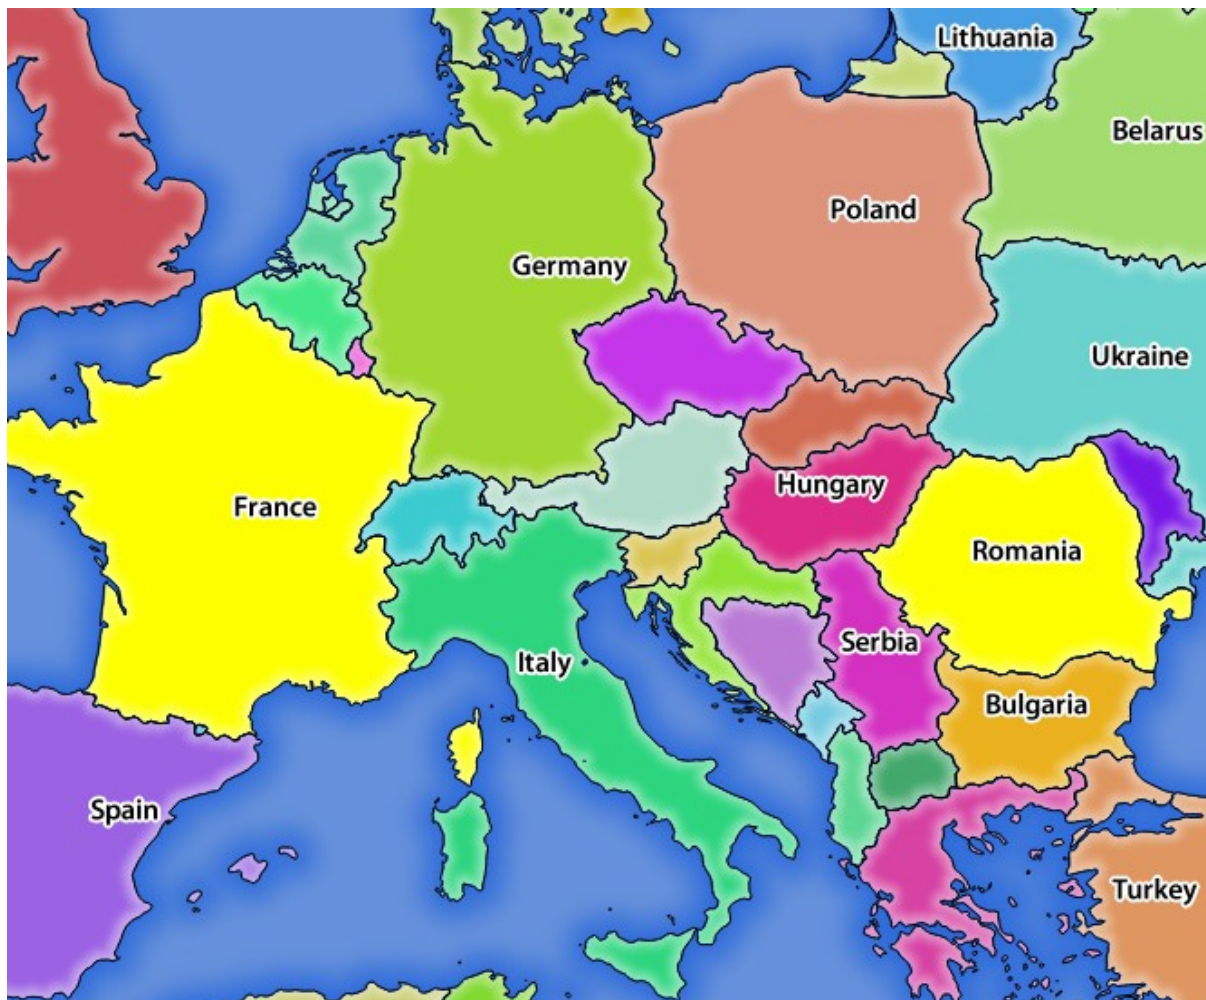 Lithuania
Belarus
Poland
Germany
Ukraine
Hungary
France
Romania
Serbia
Italy
Bulgaria
Spain
Turkey